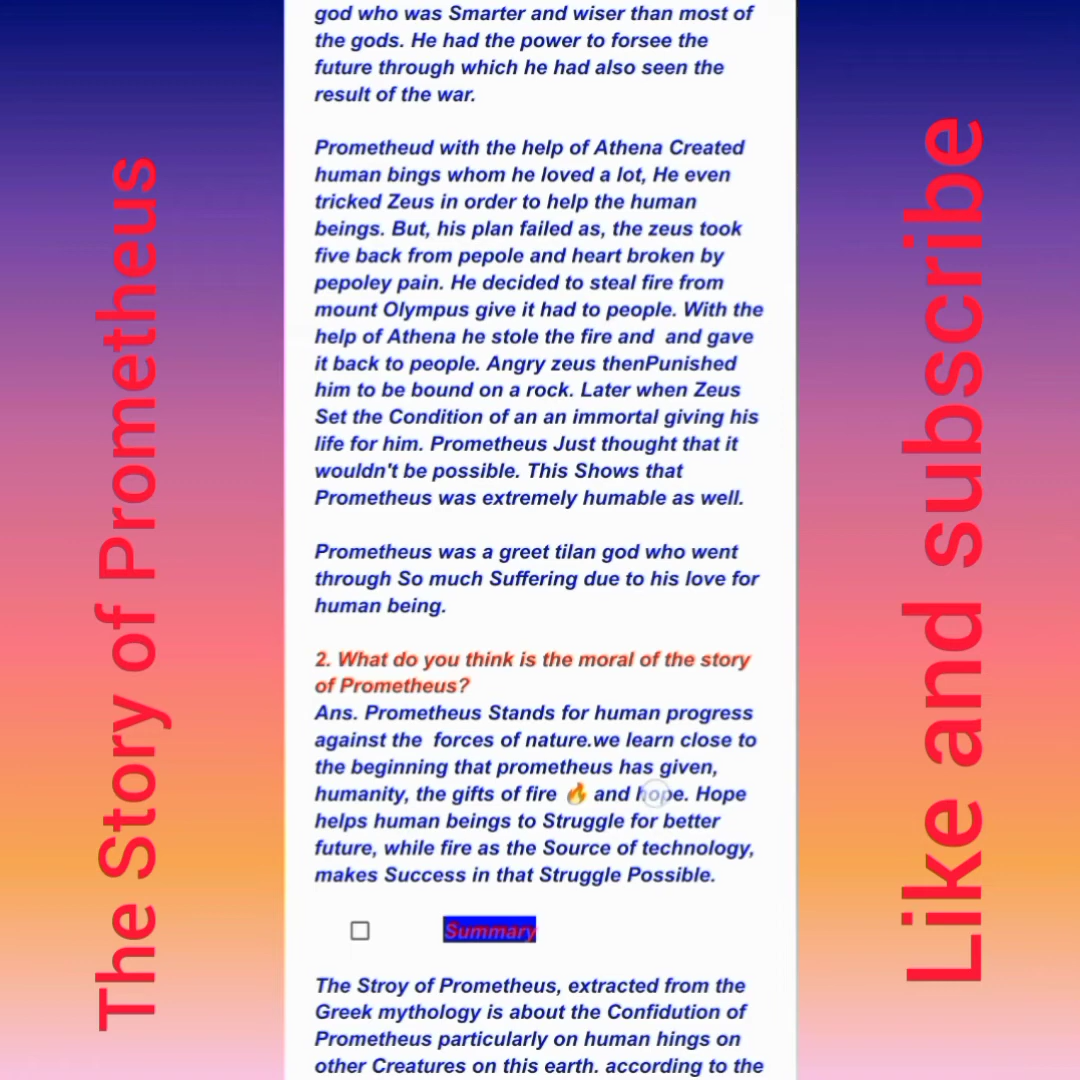 The Story of Prometheus
god who was Smarter and wiser than most of
the gods. He had the power to forsee the
future through which he had also seen the
result of the war.
Prometheud with the help of Athena Created
human bings whom he loved a lot, He even
tricked Zeus in order to help the human
beings. But, his plan failed as, the zeus took
five back from pepole and heart broken by
pepoley pain. He decided to steal fire from
mount Olympus give it had to people. With the
help of Athena he stole the fire and and gave
it back to people. Angry zeus thenPunished
him to be bound on a rock. Later when Zeus
Set the Condition of an an immortal giving his
life for him. Prometheus Just thought that it
wouldn't be possible. This Shows that
Prometheus was extremely humable as well.
Prometheus was a greet tilan god who went
through So much Suffering due to his love for
human being.
2. What do you think is the moral of the story
of Prometheus?
Ans. Prometheus Stands for human progress
against the forces of nature.we learn close to
the beginning that prometheus has given,
humanity, the gifts of fire 🔥 and hope. Hope
helps human beings to Struggle for better
future, while fire as the Source of technology,
makes Success in that Struggle Possible.
Summary
The Stroy of Prometheus, extracted from the
Greek mythology is about the Confidution of
Prometheus particularly on human hings on
other Creatures on this earth. according to the
Like and subscribe